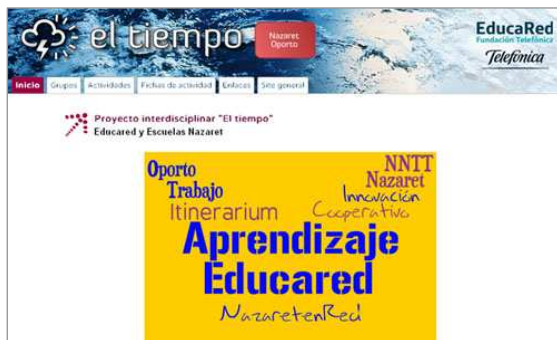 el tiempo
Nazaret
Oporto
EducaRed
Fundación Telefónica
Telefónica
Inicio Grupos Actividades Fichas de actividad Enlaces Site general
Proyecto interdisciplinar "El tiempo"
Educared y Escuelas Nazaret
Oporto
NNTT
Trabajo
Nazaret
Innovación
Itinerarium
Cooperativo
Aprendizaje
Educared
NazaretenRed